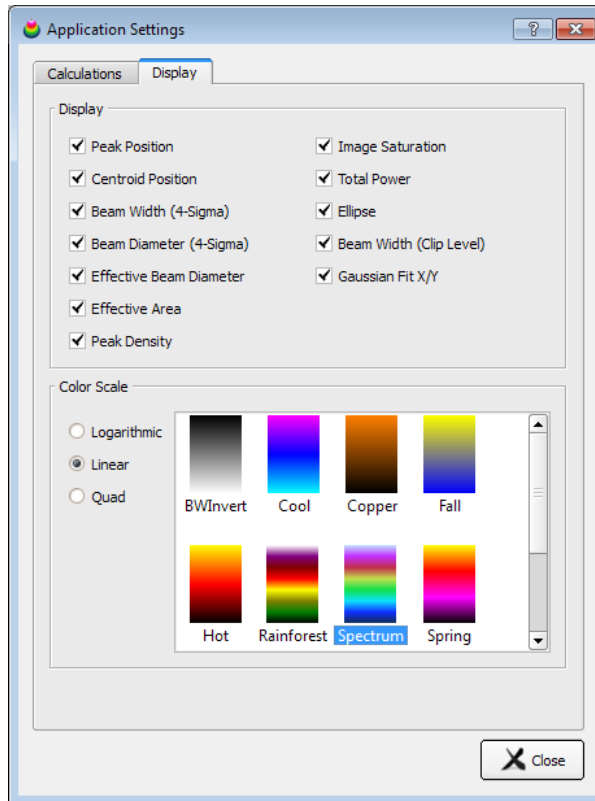 Application Settings
Calculations Display
Display
Peak Position Image Saturation
Centroid Position Total Power
Beam Width (4-Sigma) Ellipse
Beam Diameter (4-Sigma) Beam Width (Clip Level)
Effective Beam Diameter Gaussian Fit X/Y
Effective Area
Peak Density
Color Scale
Logarithmic
Linear
Quad
BWInvert Cool Copper Fall
Hot Rainforest Spectrum Spring
Close